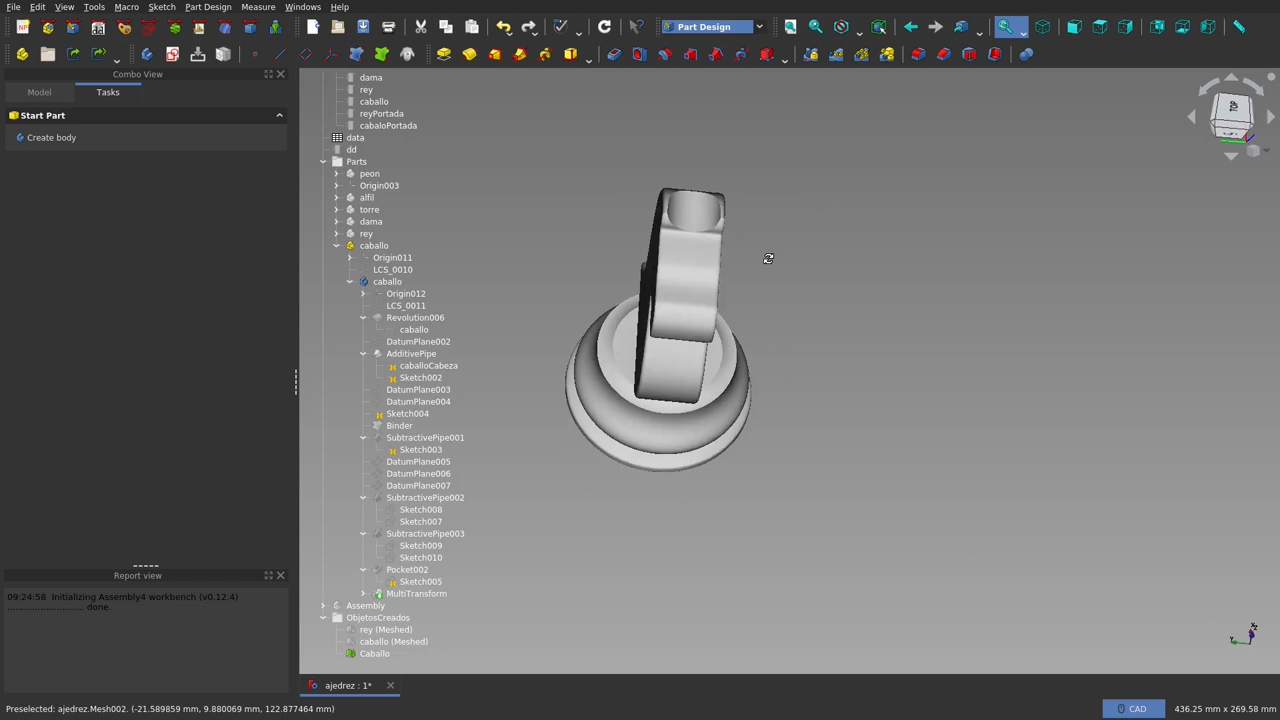 File Edit View Tools Macro Sketch Part Design Measure Windows Help
Part Design
Combo View
Model Tasks
Start Part
Create body
dama
rey
caballo
reyPortada
cabaloPortada
data
dd
Parts
peon
Origin003
alfil
torre
dama
rey
caballo
Origin011
LCS_0010
caballo
Origin012
LCS_0011
Revolution006
caballo
DatumPlane002
AdditivePipe
caballoCabeza
Sketch002
DatumPlane003
DatumPlane004
Sketch004
Binder
SubtractivePipe001
Sketch003
DatumPlane005
DatumPlane006
DatumPlane007
SubtractivePipe002
Sketch008
Sketch007
SubtractivePipe003
Sketch009
Sketch010
Pocket002
Sketch005
MultiTransform
Assembly
ObjetosCreados
rey (Meshed)
caballo (Meshed)
Caballo
Report view
09:24:58 Initializing Assembly4 workbench (v0.12.4)
............................ done.
ajedrez : 1*
Preselected: ajedrez.Mesh002. (-21.589859 mm, 9.880069 mm, 122.877464 mm)
CAD
436.25 mm x 269.58 mm